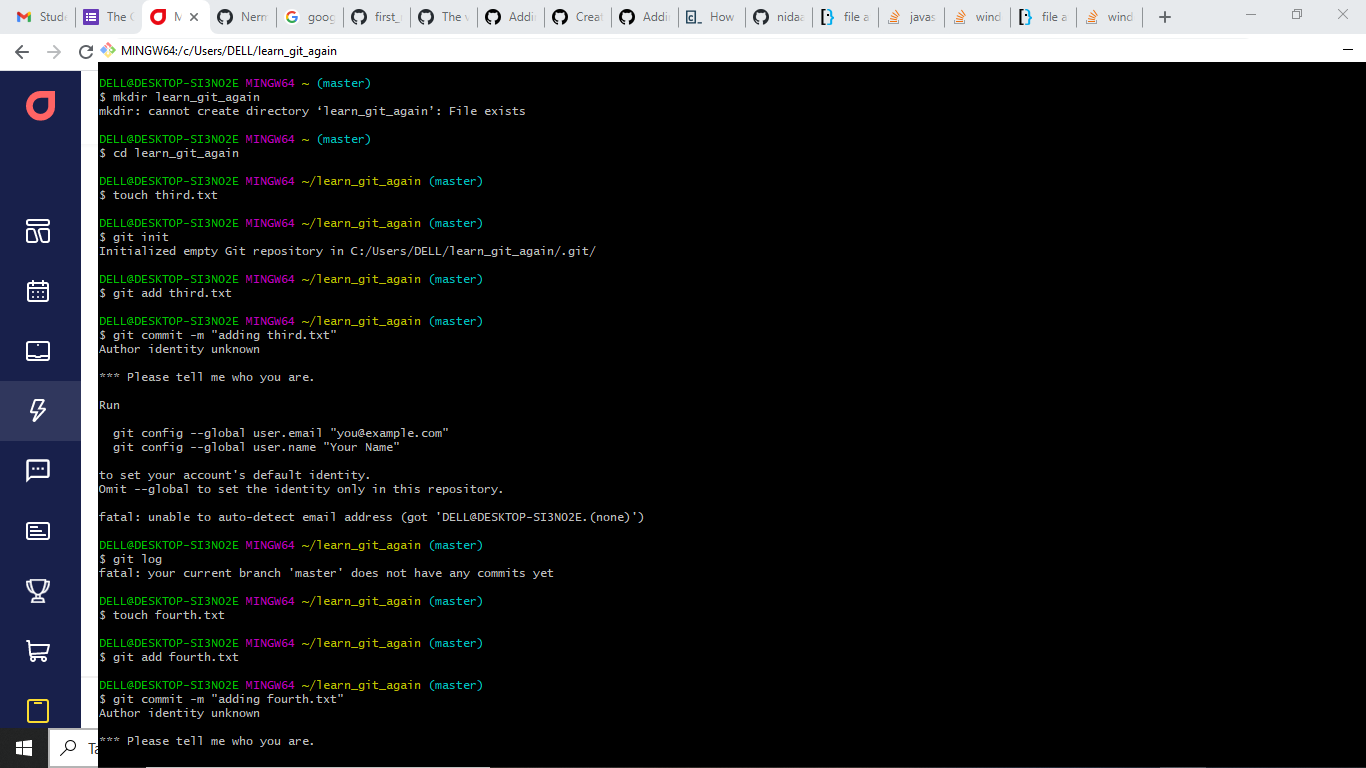 Stude
The G
M
Nerm
goog
first_r
The v
Addi
Creat
Addi
How
nidaa
file a
javas
wind
file a
wind
MINGW64:/c/Users/DELL/learn_git_again
DELL@DESKTOP-SI3NO2E MINGW64 ~ (master)
$ mkdir learn_git_again
mkdir: cannot create directory ‘learn_git_again’: File exists
DELL@DESKTOP-SI3NO2E MINGW64 ~ (master)
$ cd learn_git_again
DELL@DESKTOP-SI3NO2E MINGW64 ~/learn_git_again (master)
$ touch third.txt
DELL@DESKTOP-SI3NO2E MINGW64 ~/learn_git_again (master)
$ git init
Initialized empty Git repository in C:/Users/DELL/learn_git_again/.git/
DELL@DESKTOP-SI3NO2E MINGW64 ~/learn_git_again (master)
$ git add third.txt
DELL@DESKTOP-SI3NO2E MINGW64 ~/learn_git_again (master)
$ git commit -m "adding third.txt"
Author identity unknown
*** Please tell me who you are.
Run
git config --global user.email "you@example.com"
git config --global user.name "Your Name"
to set your account's default identity.
Omit --global to set the identity only in this repository.
fatal: unable to auto-detect email address (got 'DELL@DESKTOP-SI3NO2E.(none)')
DELL@DESKTOP-SI3NO2E MINGW64 ~/learn_git_again (master)
$ git log
fatal: your current branch 'master' does not have any commits yet
DELL@DESKTOP-SI3NO2E MINGW64 ~/learn_git_again (master)
$ touch fourth.txt
DELL@DESKTOP-SI3NO2E MINGW64 ~/learn_git_again (master)
$ git add fourth.txt
DELL@DESKTOP-SI3NO2E MINGW64 ~/learn_git_again (master)
$ git commit -m "adding fourth.txt"
Author identity unknown
*** Please tell me who you are.
Ta